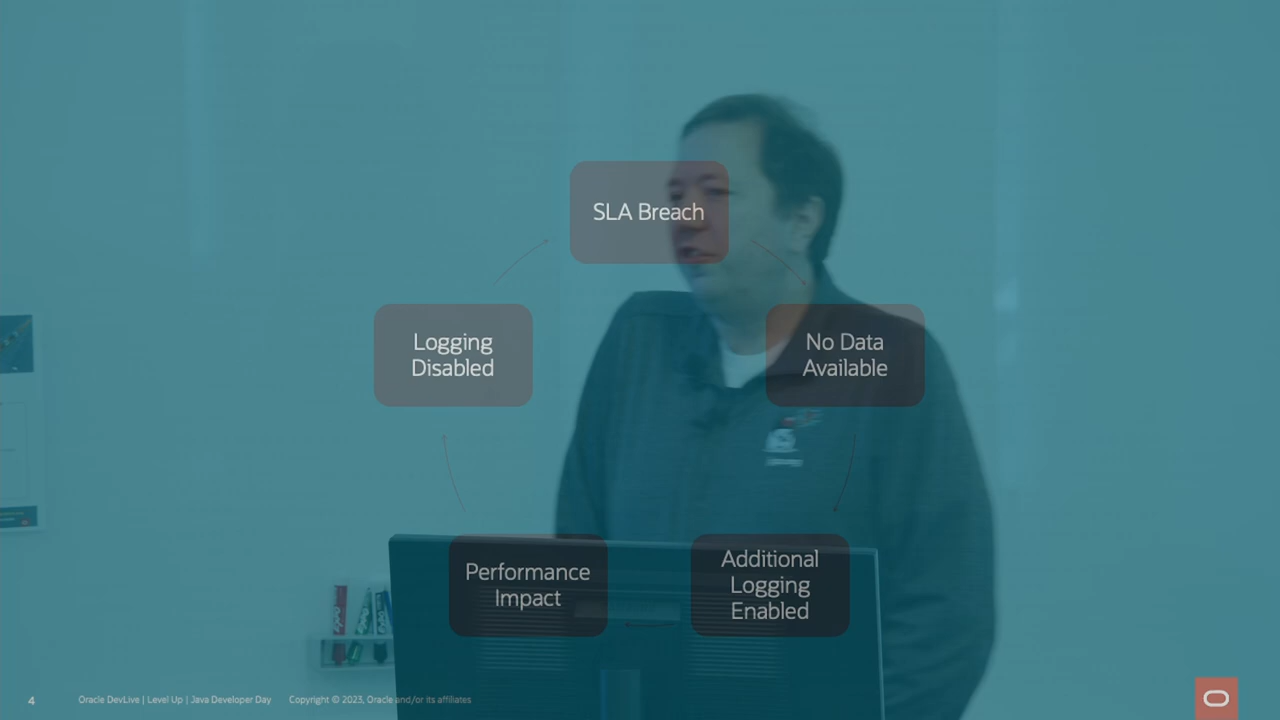 SLA Breach
Logging
Disabled
No Data
Available
Performance
Impact
Additional
Logging
Enabled
4
Oracle DevLive | Level Up | Java Developer Day
Copyright © 2023, Oracle and/or its affiliates